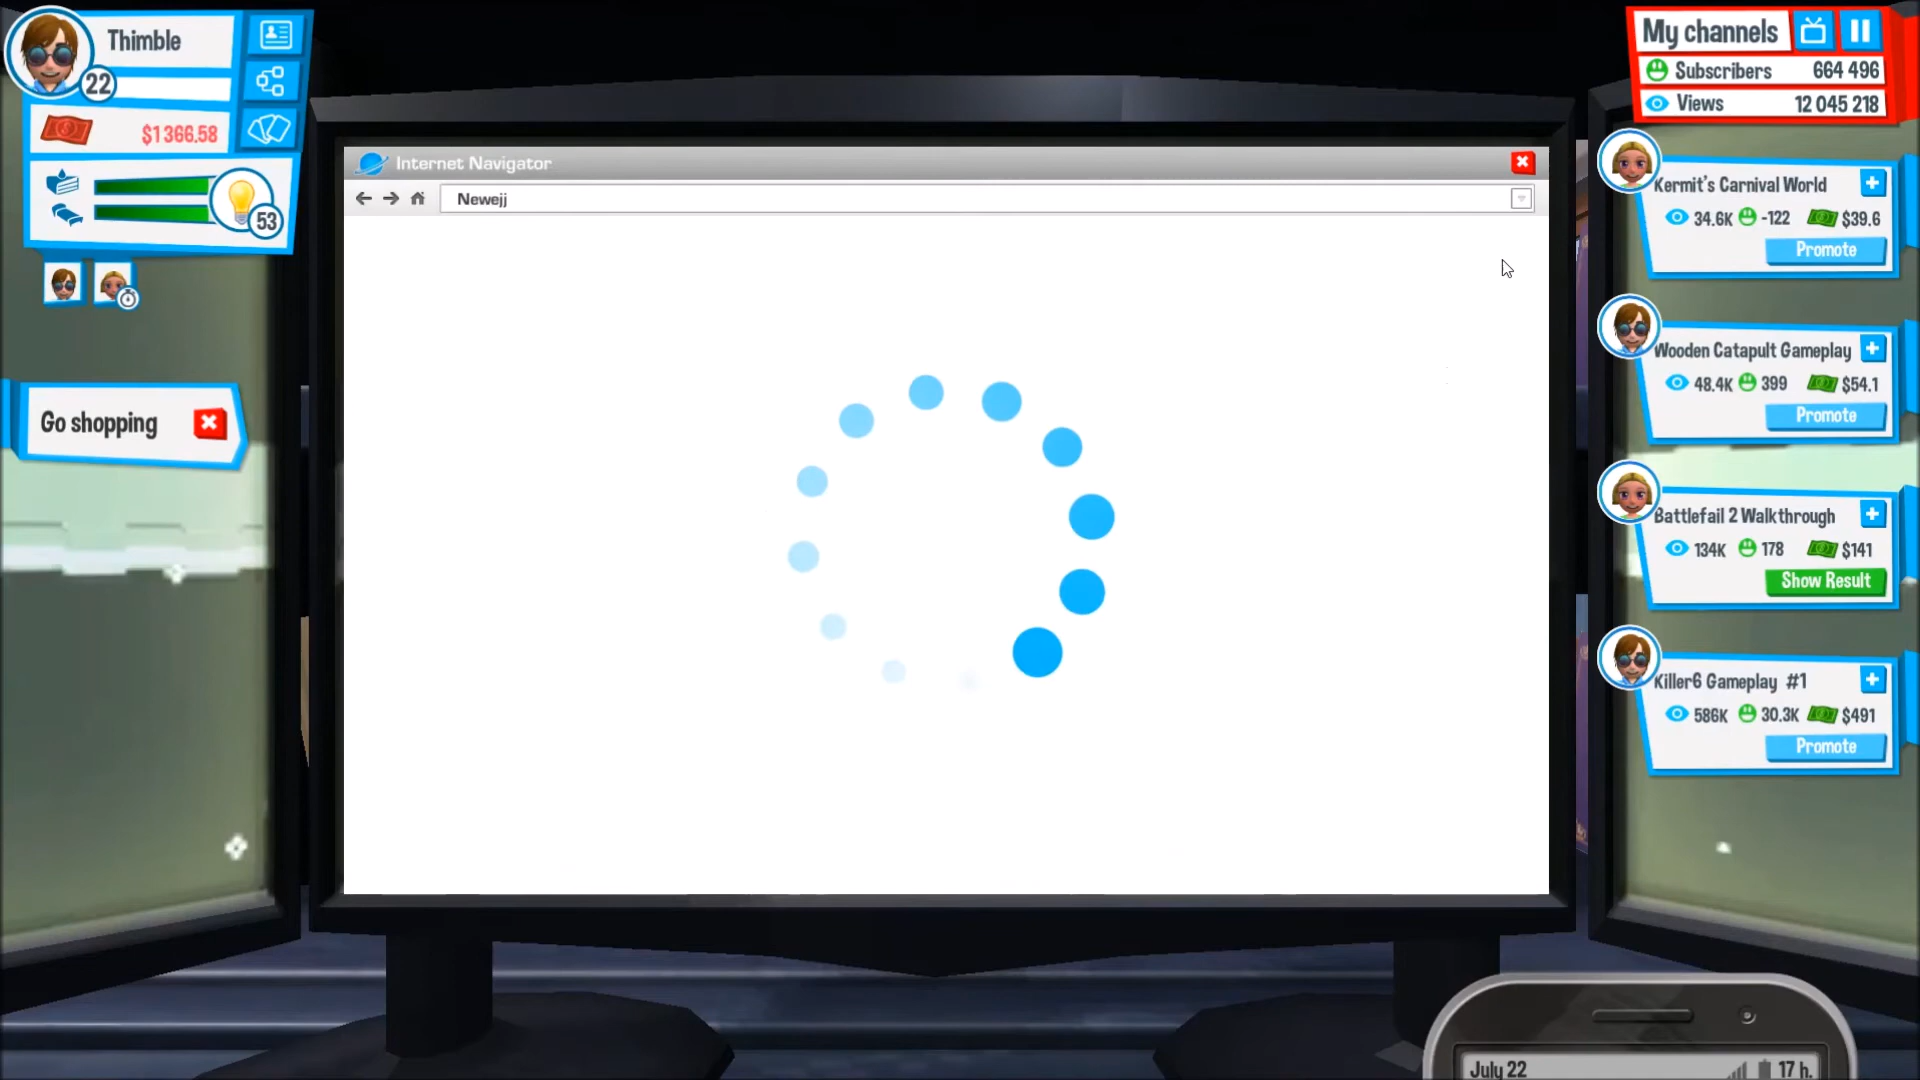 Thimble
22
$1 366.58
53
Go shopping
Internet Navigator
Newejj
My channels
Subscribers 664 496
Views 12 045 218
Kermit's Carnival World
34.6K -122 $39.6
Promote
Wooden Catapult Gameplay
48.4K 399 $54.1
Promote
Battlefail 2 Walkthrough
134K 178 $141
Show Result
Killer6 Gameplay #1
586K 30.3K $491
Promote
July 22 17 h.